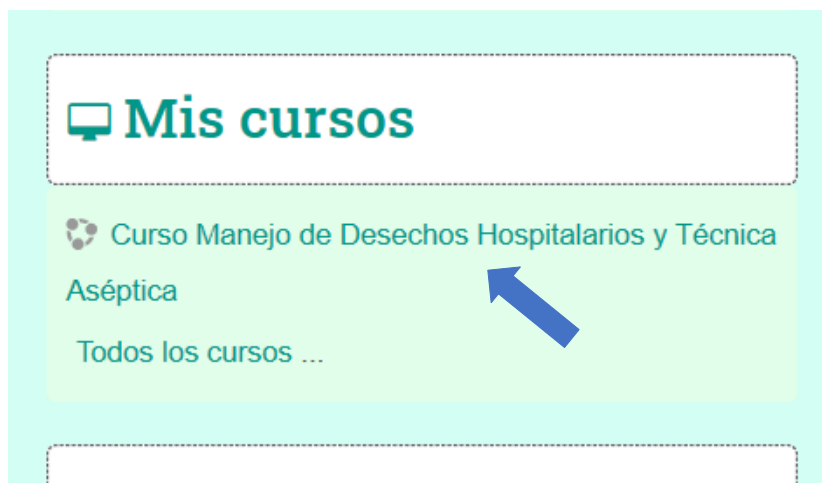 Mis cursos
Curso Manejo de Desechos Hospitalarios y Técnica
Aséptica
Todos los cursos ...